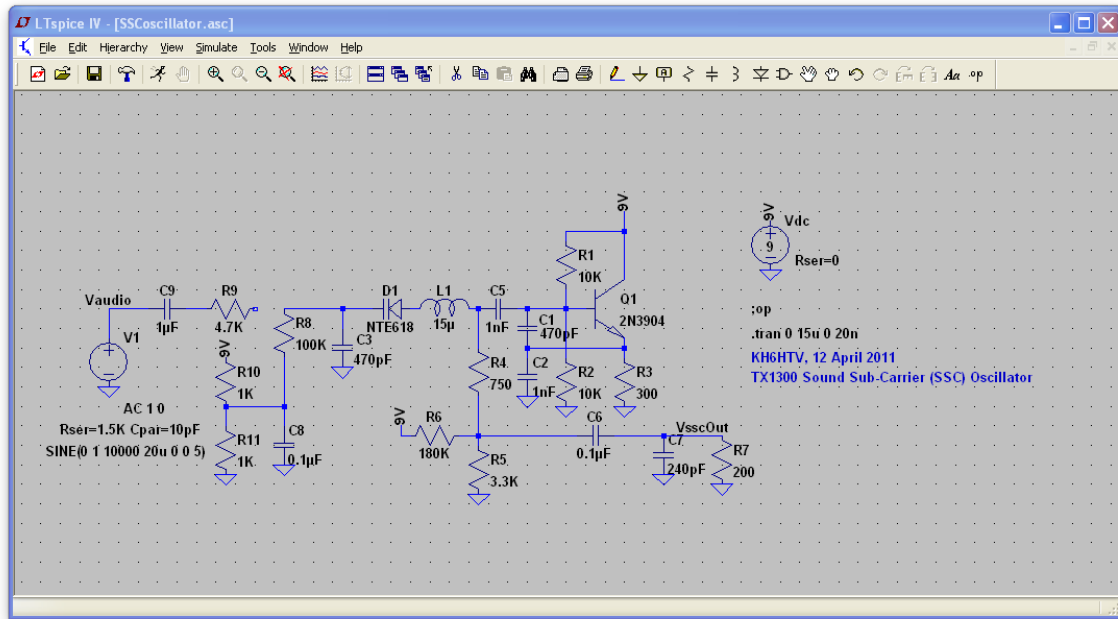 LTspice IV - [SSCoscillator.asc]
File Edit Hierarchy View Simulate Tools Window Help
Aa .op
9V
9V
Vdc
9
Rser=0
R1
10K
Q1
2N3904
D1
NTE618
L1
15µ
C5
1nF
C9
1µF
R9
4.7K
Vaudio
V1
R8
100K
C3
470pF
C1
470pF
;op
.tran 0 15u 0 20n
KH6HTV, 12 April 2011
TX1300 Sound Sub-Carrier (SSC) Oscillator
9V
R10
1K
R4
750
C2
1nF
R2
10K
R3
300
AC 1 0
Rser=1.5K Cpar=10pF
SINE(0 1 10000 20u 0 0 5)
R11
1K
C8
0.1µF
9V
R6
180K
C6
0.1µF
VsscOut
R5
3.3K
C7
240pF
R7
200